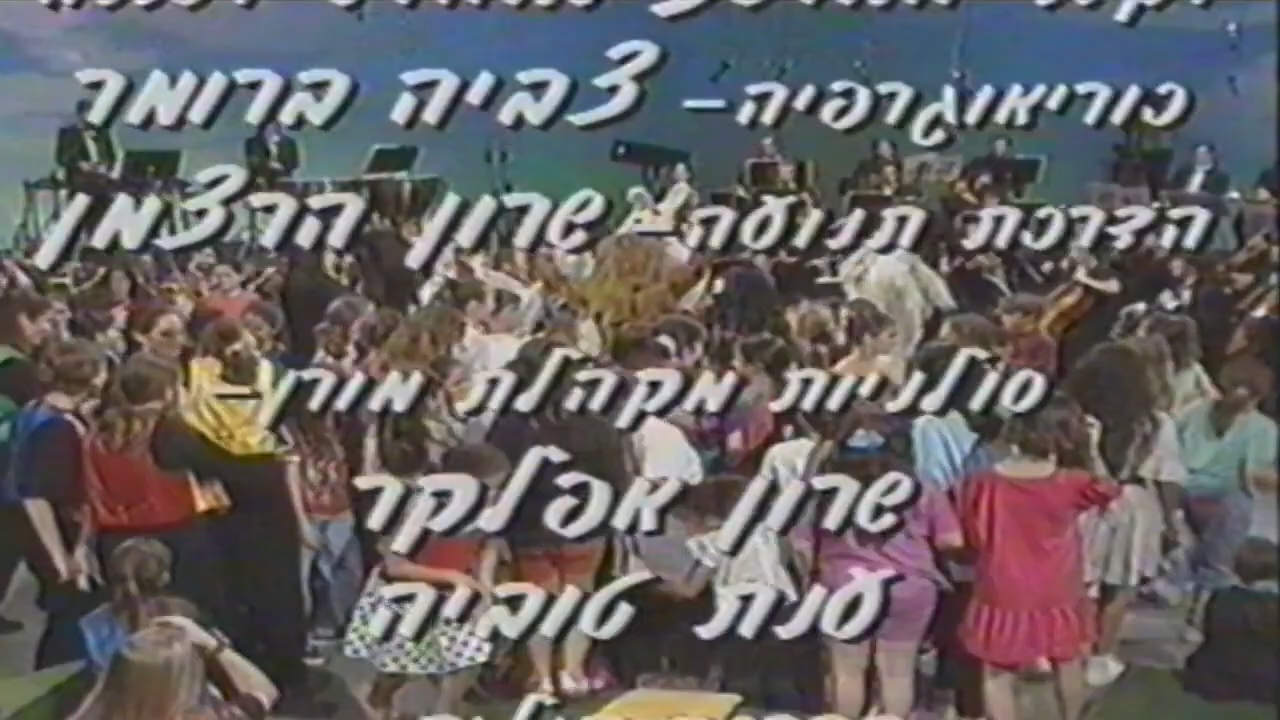 כוריאוגרפיה- צביה ברומר
הדרכת תנועה- שרון הרצמן
סולניות מקהלת מורן-
שרון אפלקר
ענת טוביה